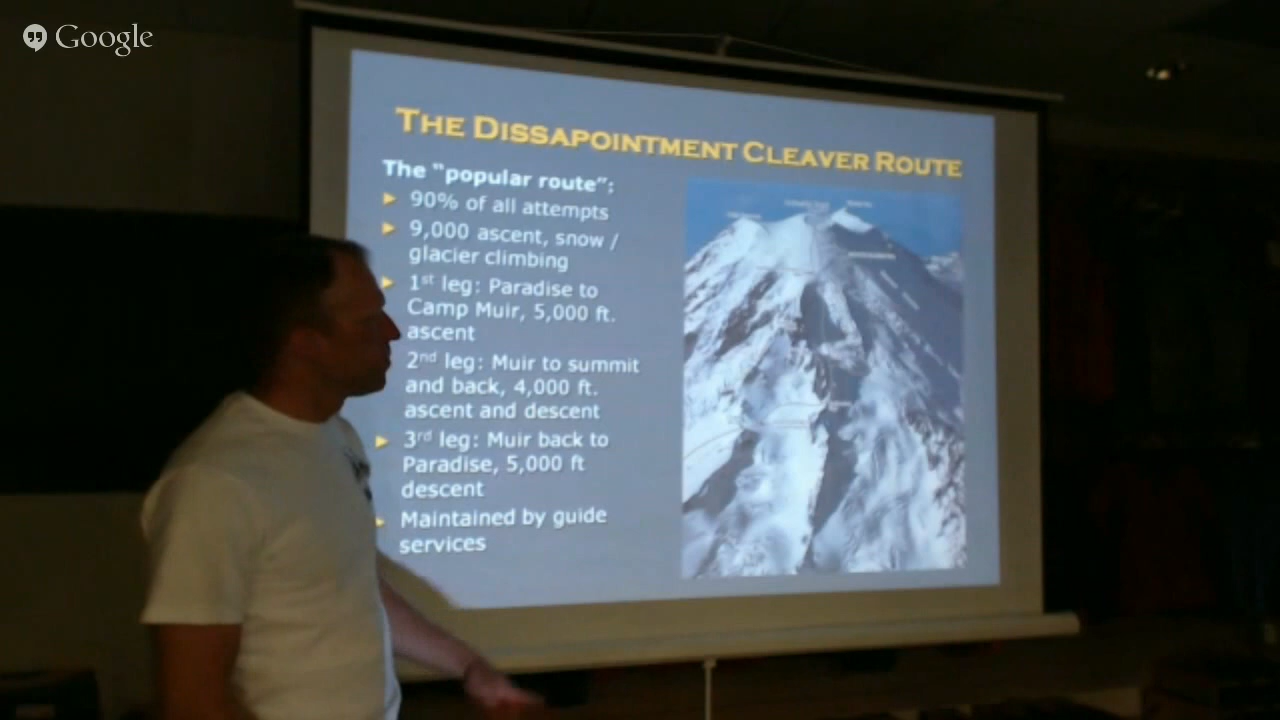 Google
THE DISSAPOINTMENT CLEAVER ROUTE
The "popular route":
90% of all attempts
9,000 ascent, snow /
glacier climbing
1st leg: Paradise to
Camp Muir, 5,000 ft.
ascent
2nd leg: Muir to summit
and back, 4,000 ft.
ascent and descent
3rd leg: Muir back to
Paradise, 5,000 ft
descent
Maintained by guide
services